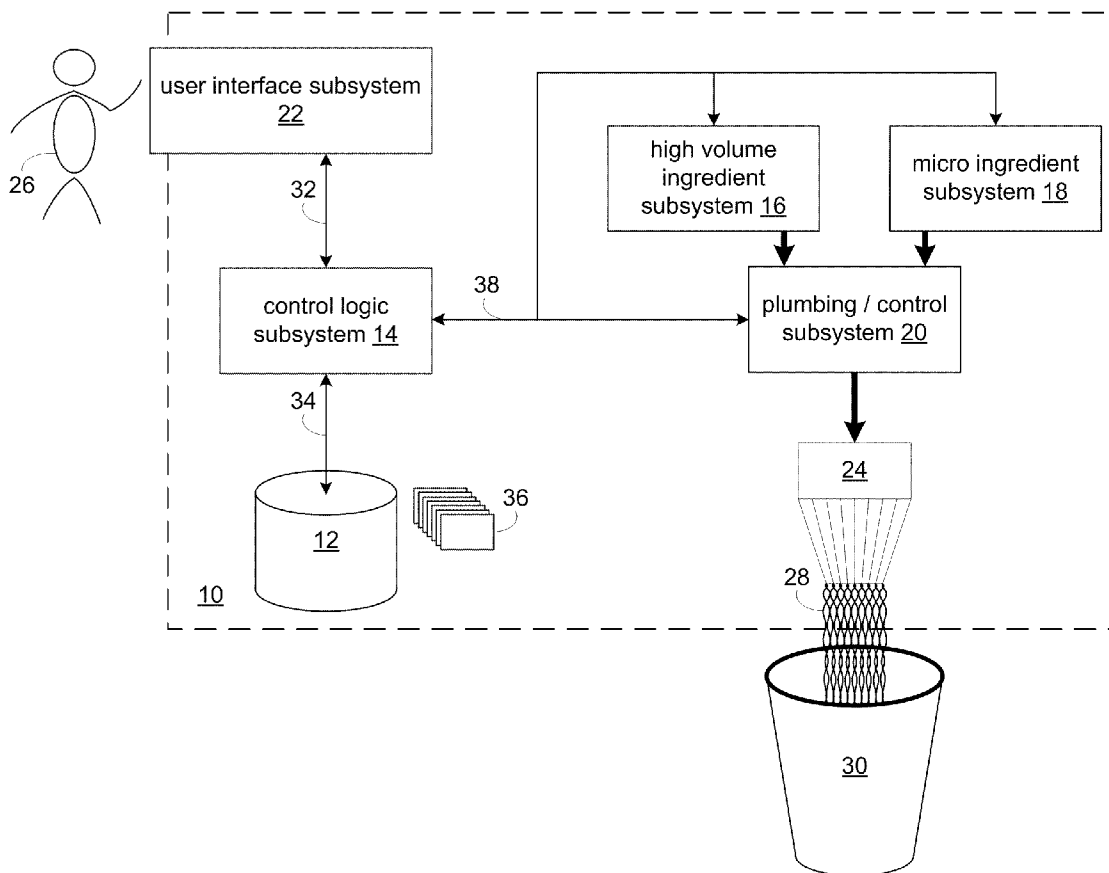 user interface subsystem
22
26
32
high volume
ingredient
subsystem 16
micro ingredient
subsystem 18
control logic
subsystem 14
38
plumbing / control
subsystem 20
34
24
12
36
10
28
30